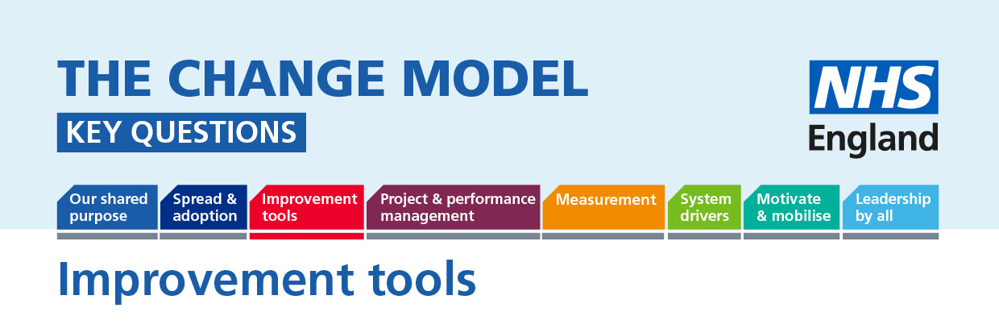 THE CHANGE MODEL
KEY QUESTIONS
NHS
England
Our shared
purpose
Spread &
adoption
Improvement
tools
Project & performance
management
Measurement
System
drivers
Motivate
& mobilise
Leadership
by all
Improvement tools